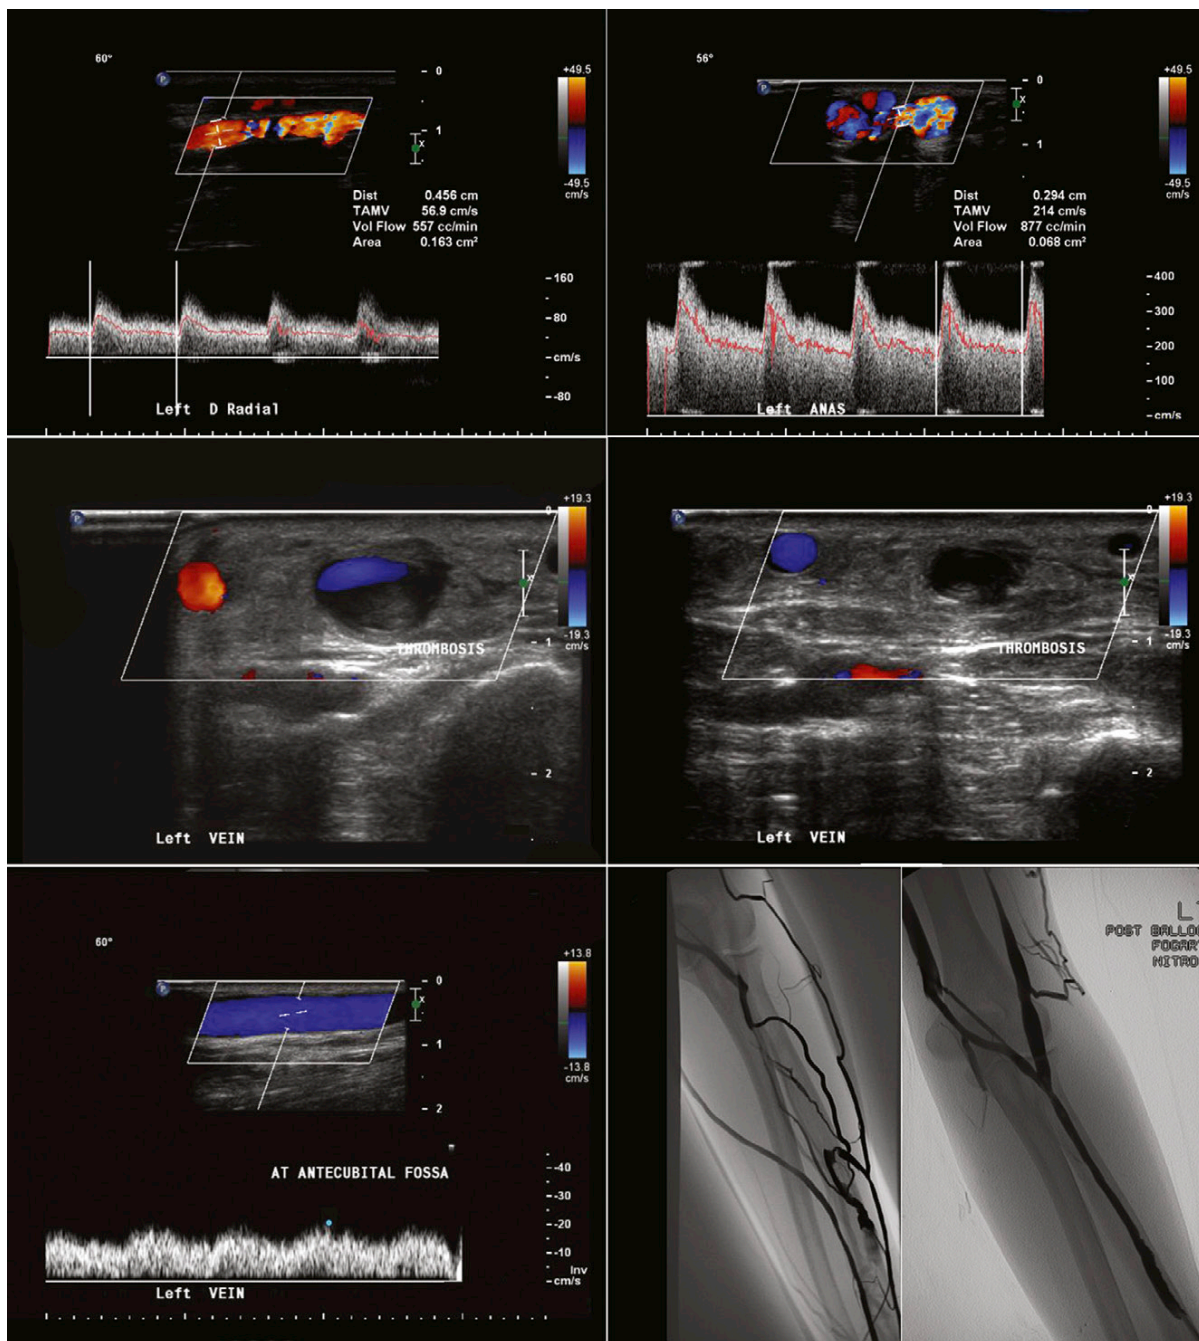 60°
P
0
1
X
+49.5
-49.5
cm/s
Dist 0.456 cm
TAMV 56.9 cm/s
Vol Flow 557 cc/min
Area 0.163 cm²
160
80
cm/s
-80
Left D Radial
56°
P
0
1
X
+49.5
-49.5
cm/s
Dist 0.294 cm
TAMV 214 cm/s
Vol Flow 877 cc/min
Area 0.068 cm²
400
300
200
100
cm/s
Left ANAS
P
0
1
2
X
+19.3
-19.3
cm/s
THROMBOSIS
Left VEIN
P
0
1
2
X
+19.3
-19.3
cm/s
THROMBOSIS
Left VEIN
60°
P
0
1
2
X
+13.8
-13.8
cm/s
AT ANTECUBITAL FOSSA
-40
-30
-20
-10
Inv
cm/s
Left VEIN
POST BALLO
FOGAR
NITRO